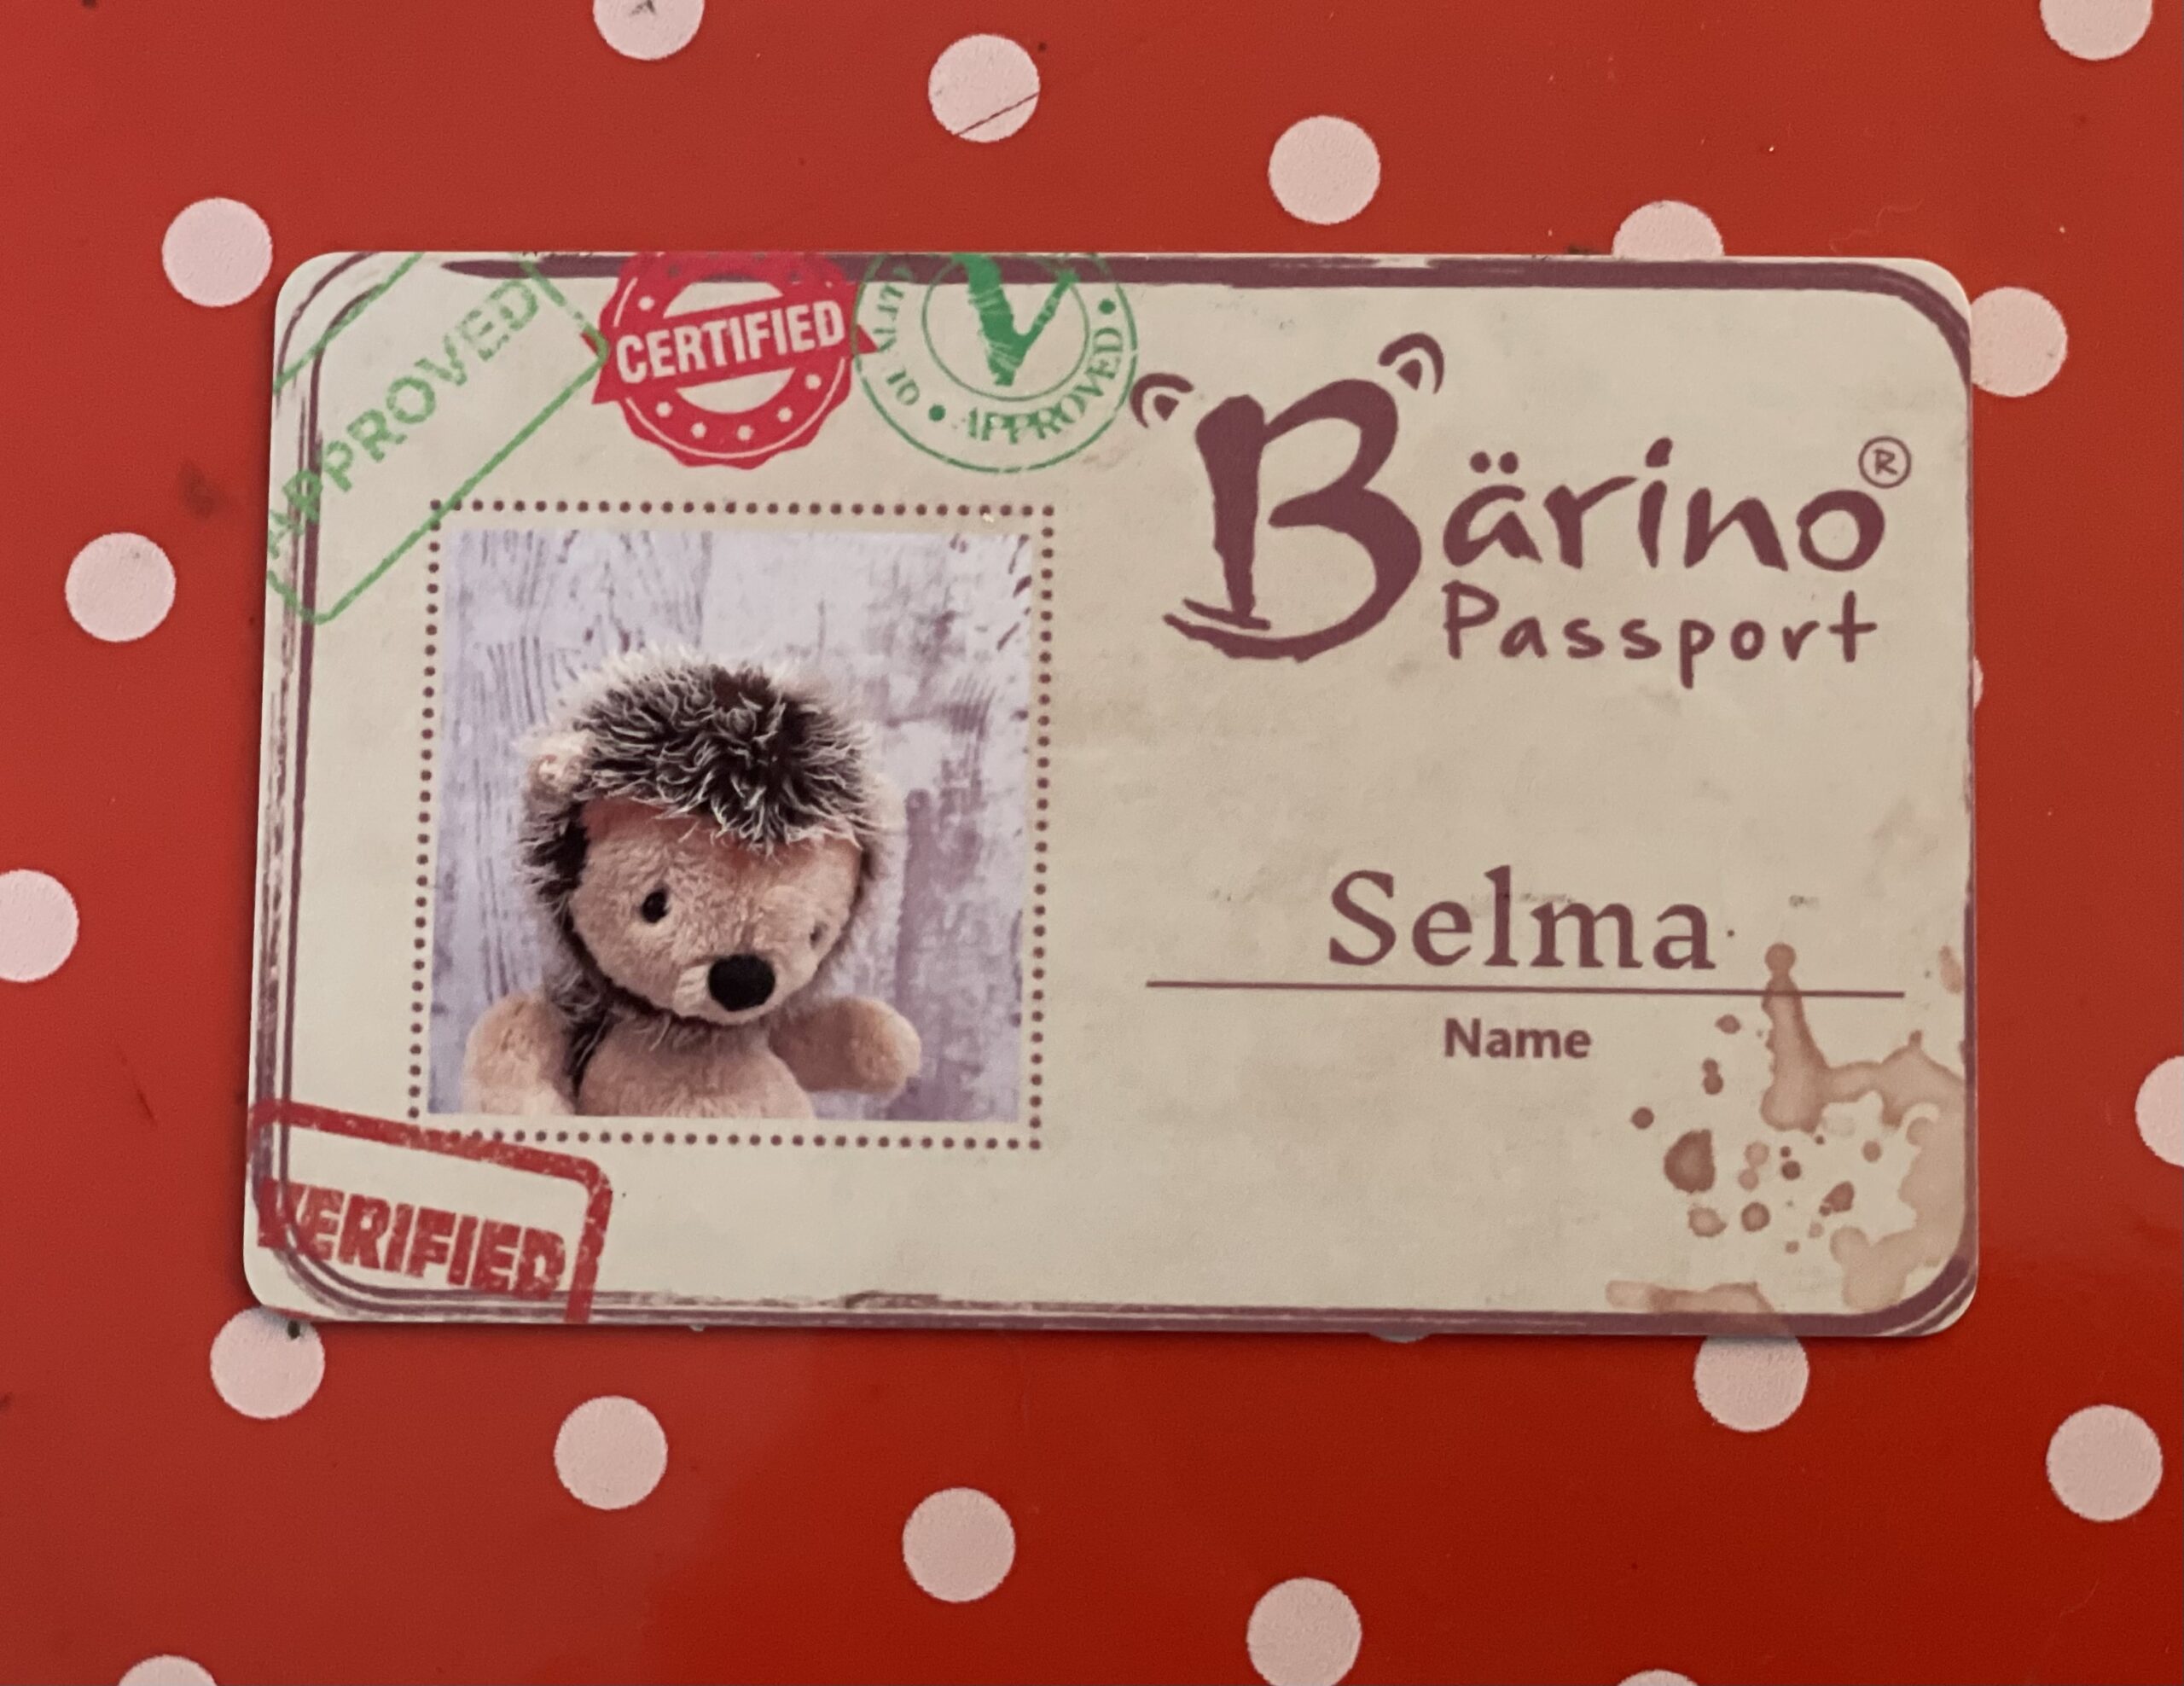 APPROVED
CERTIFIED
APPROVED
Bärino®
Passport
Selma
Name
VERIFIED